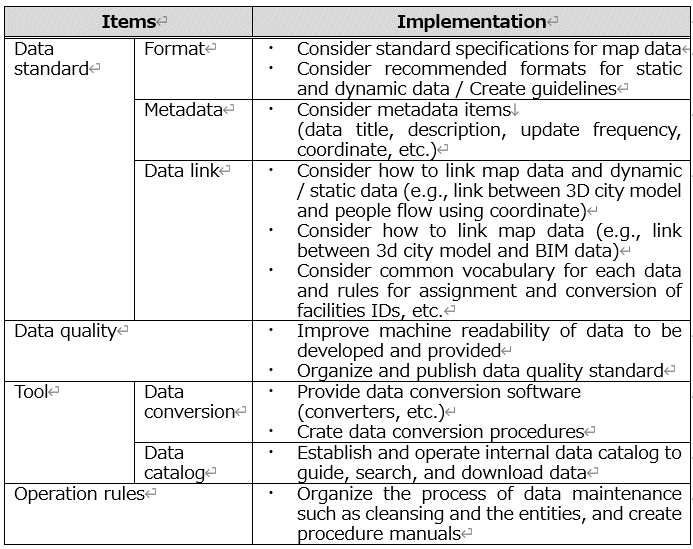 Items Implementation
Data standard
Format
・ Consider standard specifications for map data
・ Consider recommended formats for static
and dynamic data / Create guidelines
Metadata
・ Consider metadata items
(data title, description, update frequency,
coordinate, etc.)
Data link
・ Consider how to link map data and dynamic
/ static data (e.g., link between 3D city model
and people flow using coordinate)
・ Consider how to link map data (e.g., link
between 3d city model and BIM data)
・ Consider common vocabulary for each data
and rules for assignment and conversion of
facilities IDs, etc.
Data quality
・ Improve machine readability of data to be
developed and provided
・ Organize and publish data quality standard
Tool
Data
conversion
・ Provide data conversion software
(converters, etc.)
・ Crate data conversion procedures
Data
catalog
・ Establish and operate internal data catalog to
guide, search, and download data
Operation rules
・ Organize the process of data maintenance
such as cleansing and the entities, and create
procedure manuals